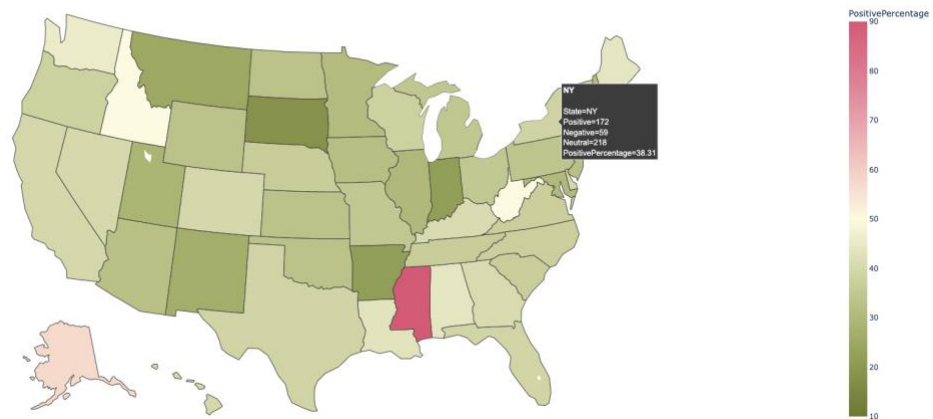 PositivePercentage
90
80
70
60
50
40
30
20
10
NY
State=NY
Positive=172
Negative=59
Neutral=218
PositivePercentage=38.31